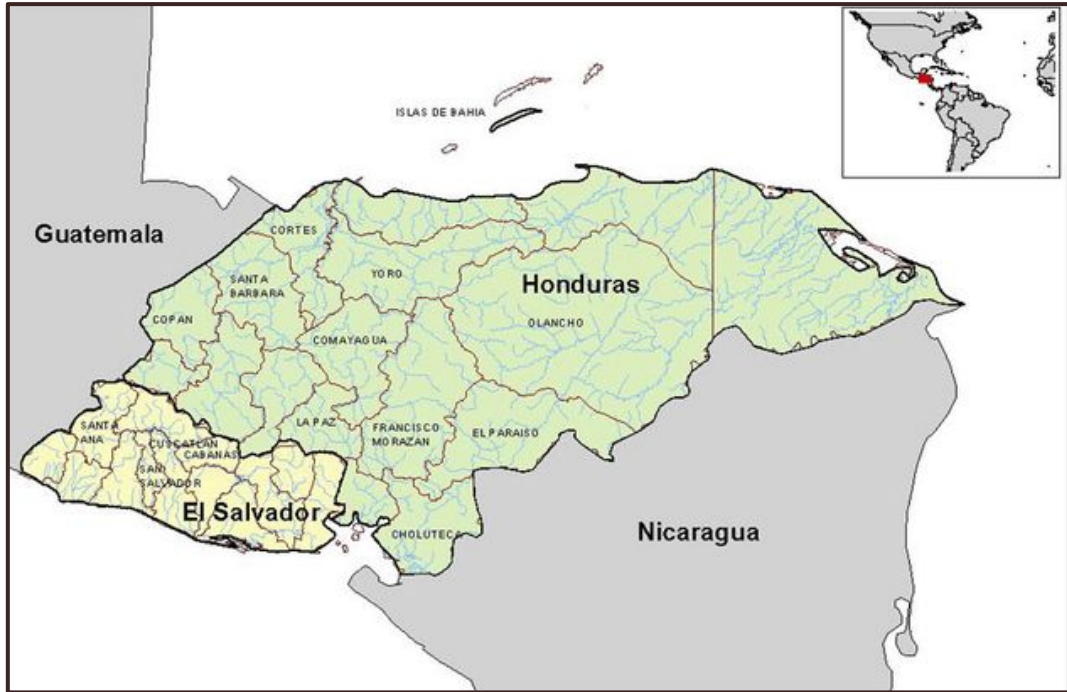 ISLAS DE BAHIA
Guatemala
CORTES
SANTA
BARBARA
YORO
Honduras
COPAN
OLANCHO
COMAYAGUA
SANTA
ANA
CUSCATLAN
CABANAS
LA PAZ
FRANCISCO
MORAZAN
EL PARAISO
SAN
SALVADOR
El Salvador
CHOLUTECA
Nicaragua